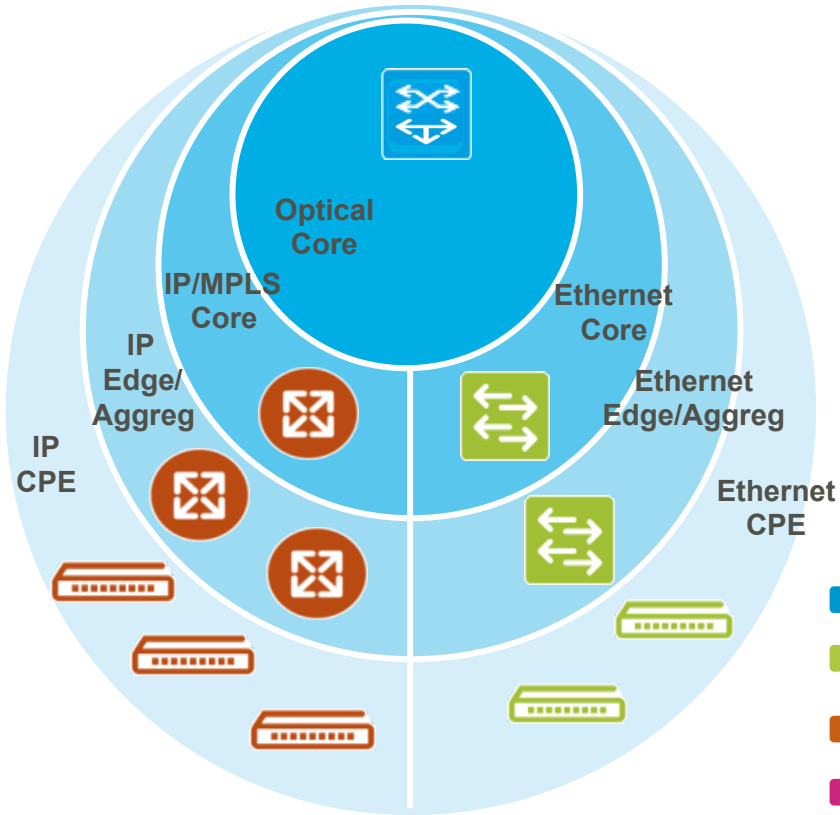 Optical
Core
IP/MPLS
Core
Ethernet
Core
IP
Edge/
Aggreg
Ethernet
Edge/Aggreg
IP
CPE
Ethernet
CPE